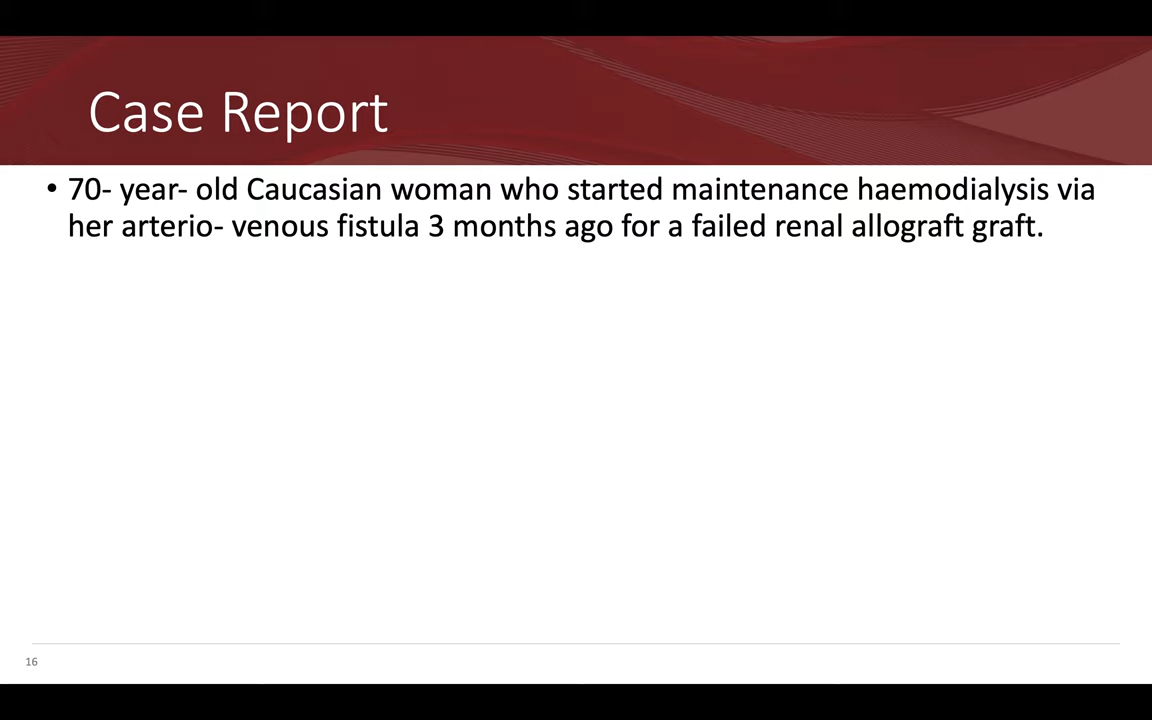 Case Report
• 70- year- old Caucasian woman who started maintenance haemodialysis via
her arterio- venous fistula 3 months ago for a failed renal allograft graft.
16